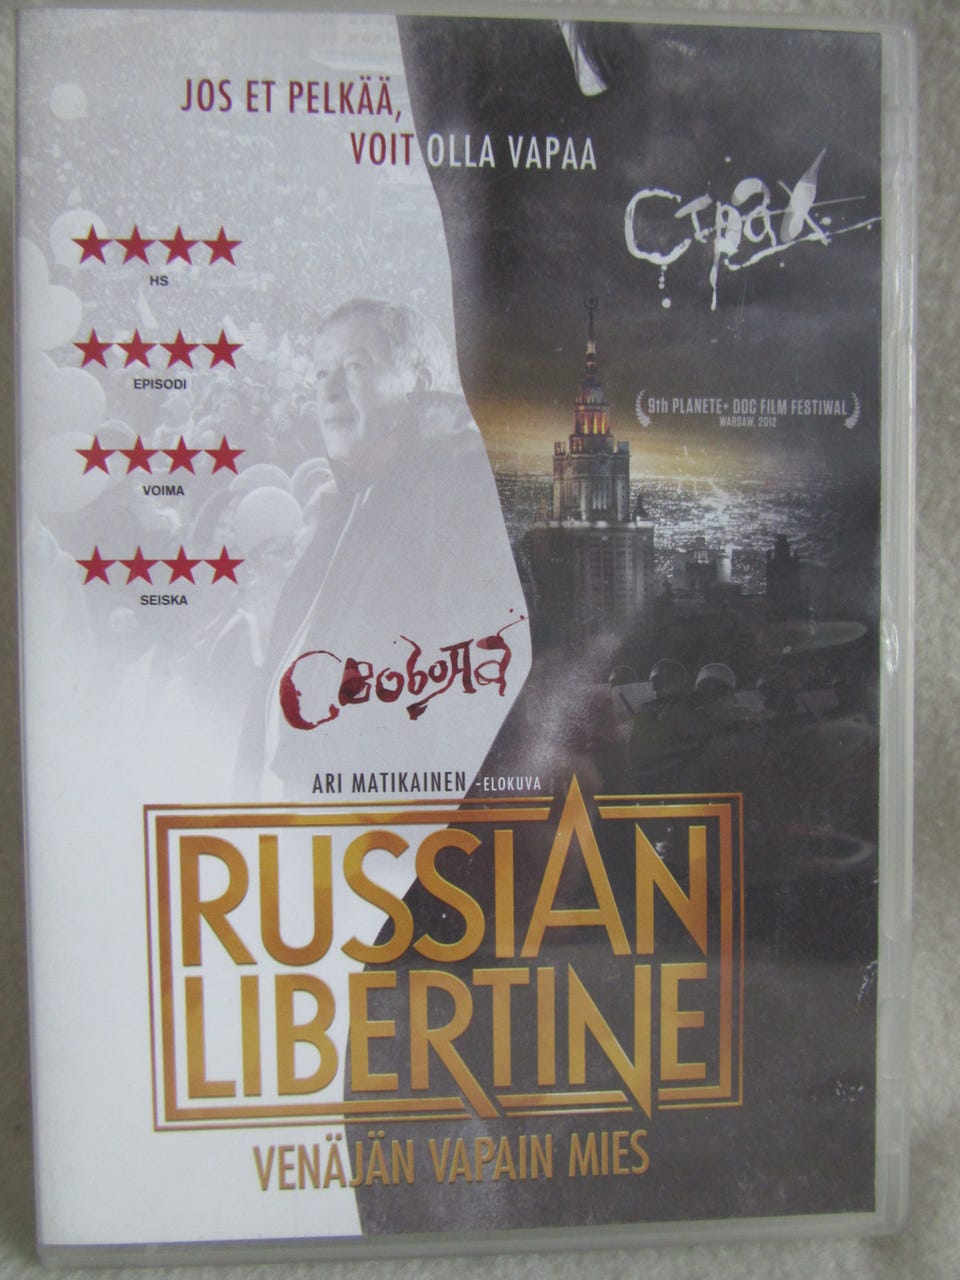 JOS ET PELKÄÄ,
VOIT OLLA VAPAA
Страх
★★★★
HS
★★★★
EPISODI
★★★★
VOIMA
★★★★
SEISKA
9th PLANETE+ DOC FILM FESTIWAL
WARSAW, 2012
Свобода
ARI MATIKAINEN -ELOKUVA
RUSSIAN
LIBERTINE
VENÄJÄN VAPAIN MIES